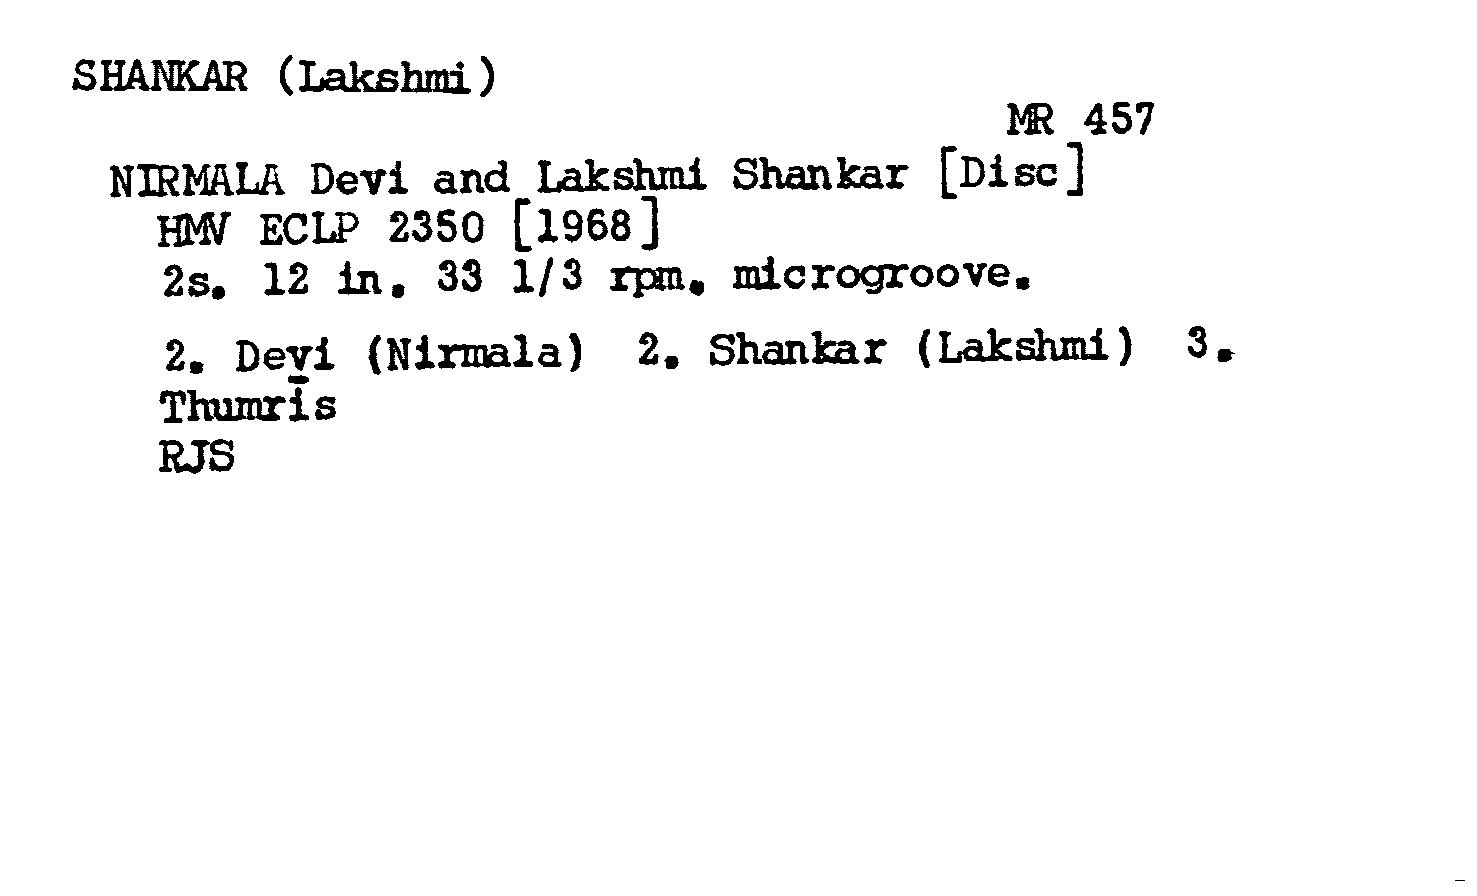 SHANKAR (Lakshmi)
MR 457
NIRMALA Devi and Lakshmi Shankar [Disc]
HMV ECLP 2350 [1968]
2s. 12 in. 33 1/3 rpm. microgroove.
2. Devi (Nirmala) 2. Shankar (Lakshmi) 3.
Thumrīs
RJS